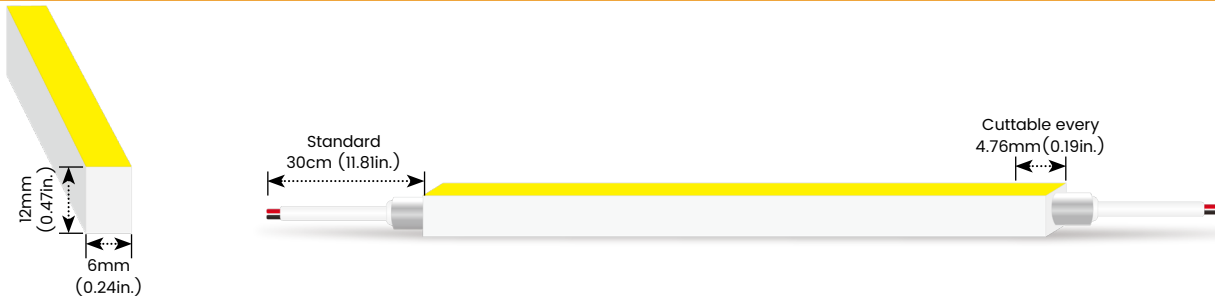 12mm
(0.47in.)
6mm
(0.24in.)
Standard
30cm (11.81in.)
Cuttable every
4.76mm(0.19in.)